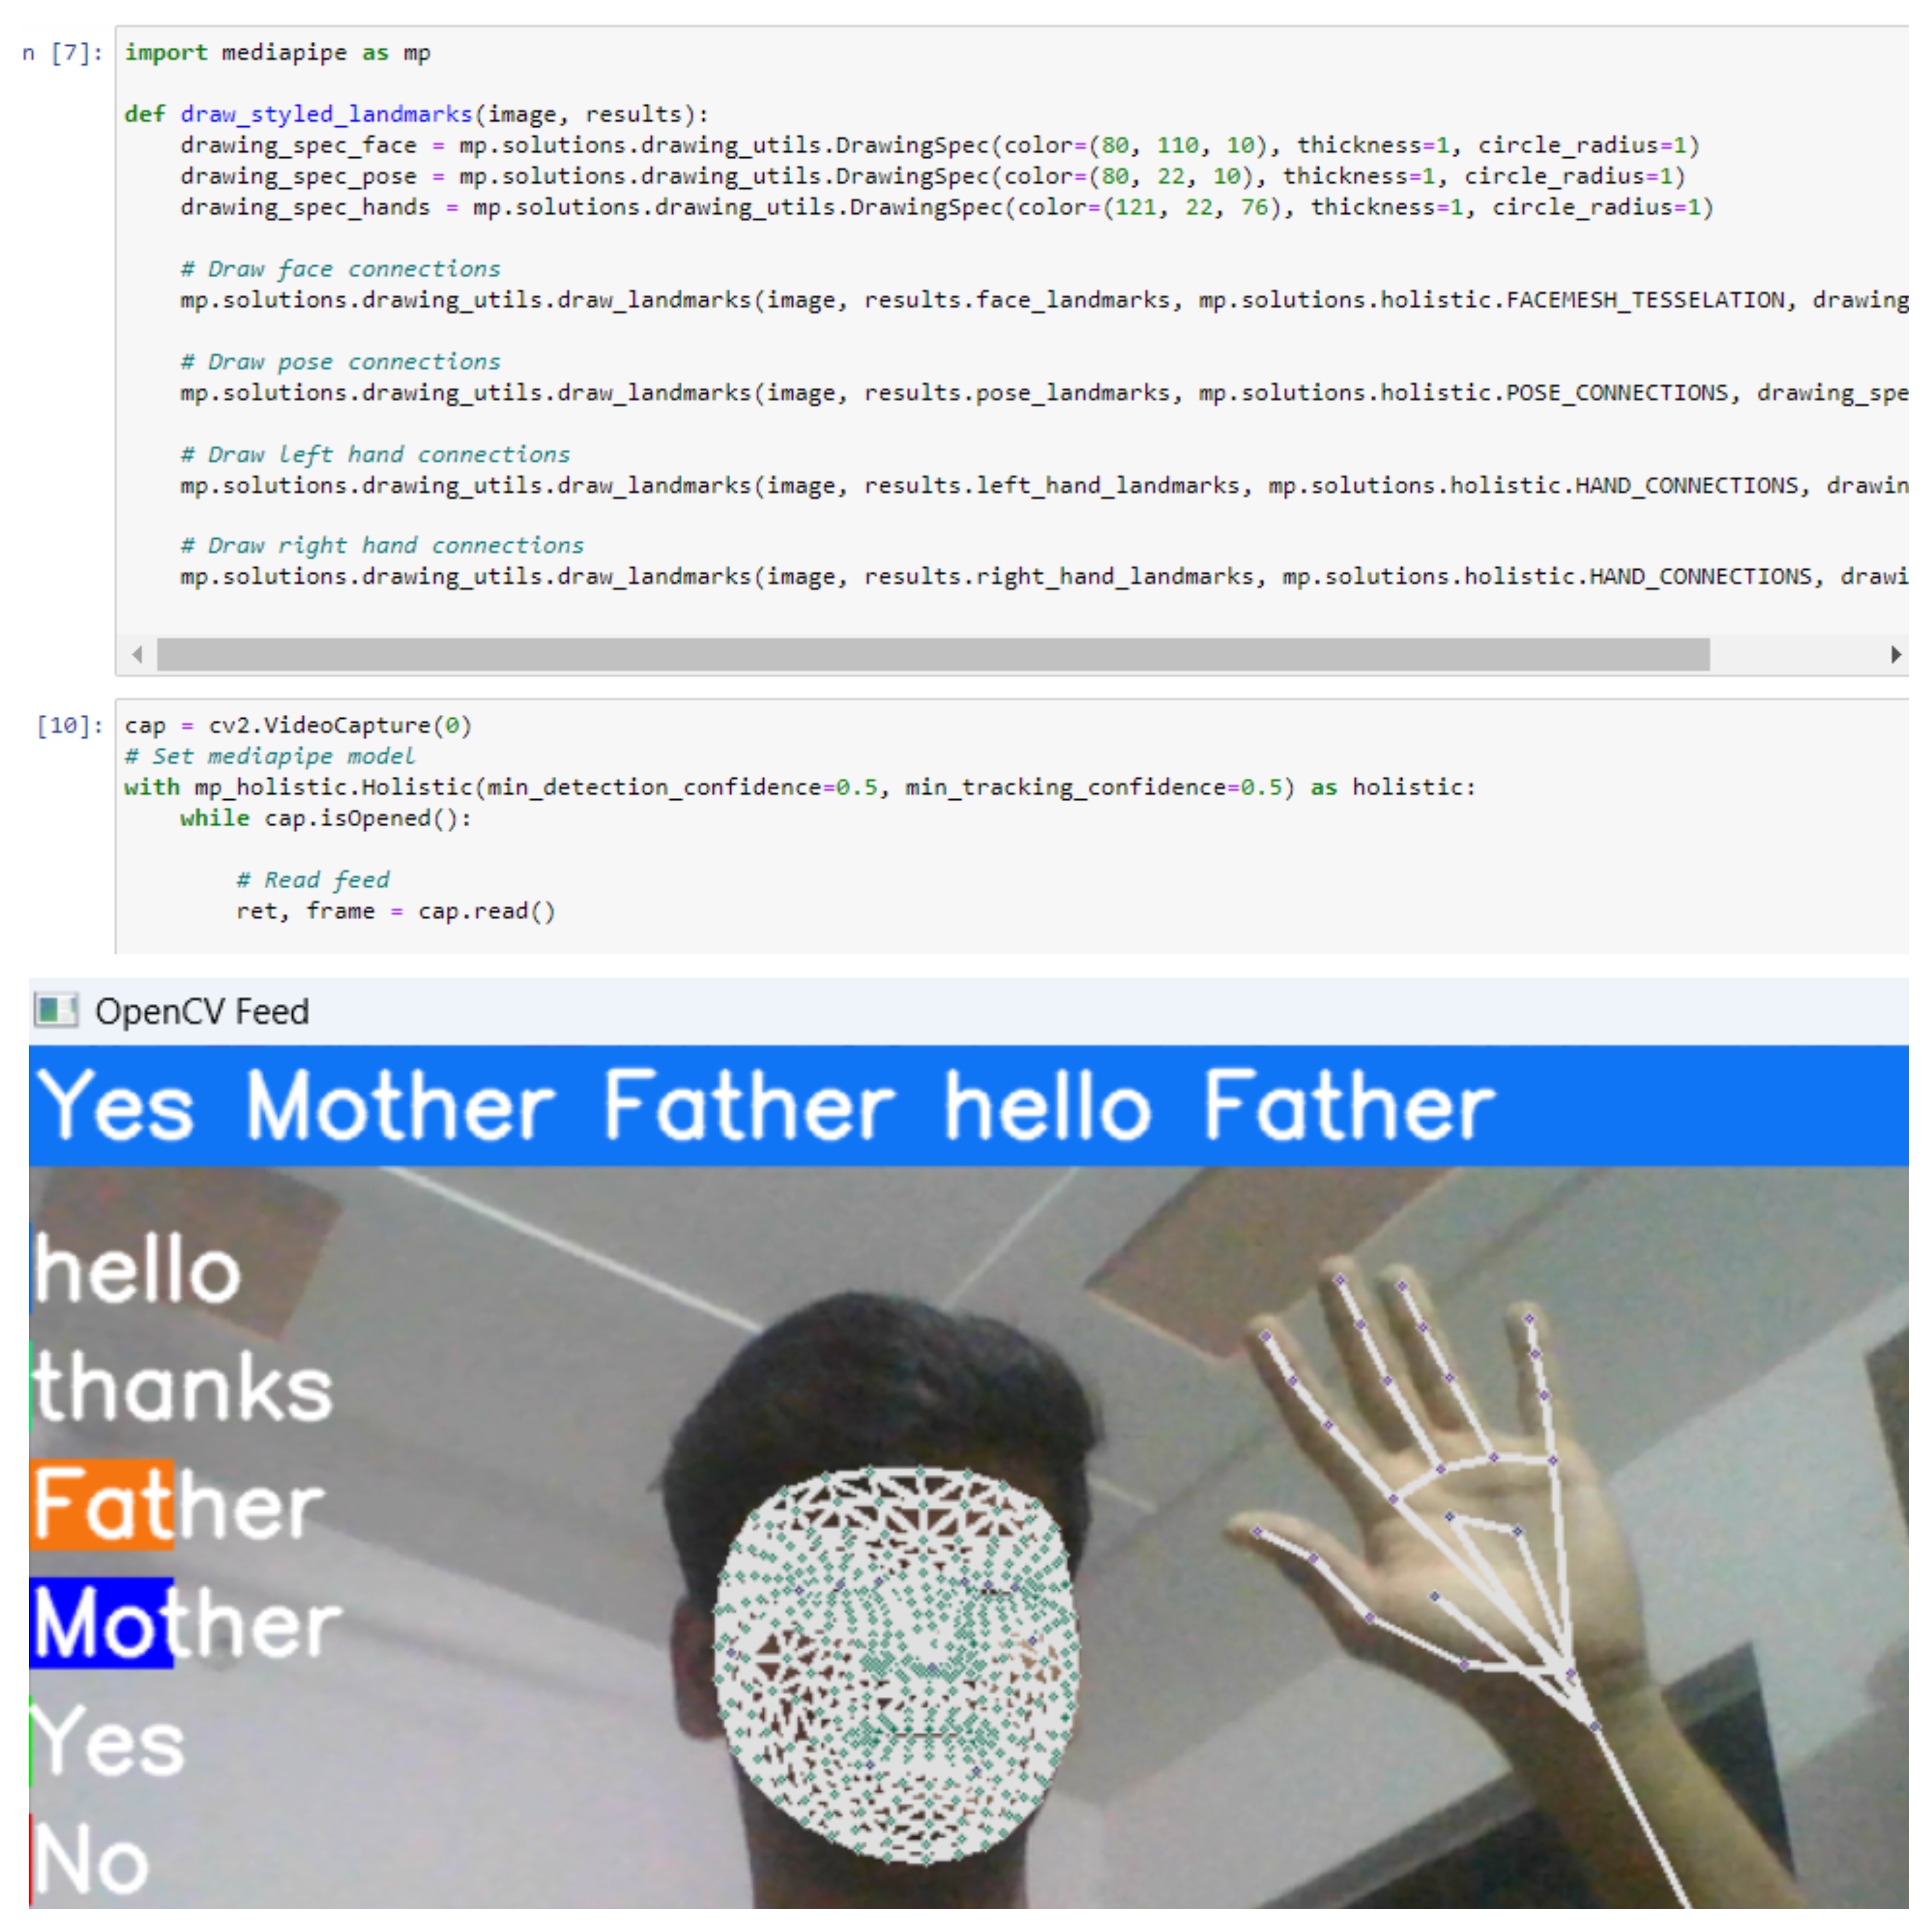 n [7]: import mediapipe as mp
def draw_styled_landmarks(image, results):
drawing_spec_face = mp.solutions.drawing_utils.DrawingSpec(color=(80, 110, 10), thickness=1, circle_radius=1)
drawing_spec_pose = mp.solutions.drawing_utils.DrawingSpec(color=(80, 22, 10), thickness=1, circle_radius=1)
drawing_spec_hands = mp.solutions.drawing_utils.DrawingSpec(color=(121, 22, 76), thickness=1, circle_radius=1)
# Draw face connections
mp.solutions.drawing_utils.draw_landmarks(image, results.face_landmarks, mp.solutions.holistic.FACEMESH_TESSELATION, drawing
# Draw pose connections
mp.solutions.drawing_utils.draw_landmarks(image, results.pose_landmarks, mp.solutions.holistic.POSE_CONNECTIONS, drawing_spe
# Draw left hand connections
mp.solutions.drawing_utils.draw_landmarks(image, results.left_hand_landmarks, mp.solutions.holistic.HAND_CONNECTIONS, drawin
# Draw right hand connections
mp.solutions.drawing_utils.draw_landmarks(image, results.right_hand_landmarks, mp.solutions.holistic.HAND_CONNECTIONS, drawi
[10]: cap = cv2.VideoCapture(0)
# Set mediapipe model
with mp_holistic.Holistic(min_detection_confidence=0.5, min_tracking_confidence=0.5) as holistic:
while cap.isOpened():
# Read feed
ret, frame = cap.read()
OpenCV Feed
Yes Mother Father hello Father
hello
thanks
Father
Mother
Yes
No